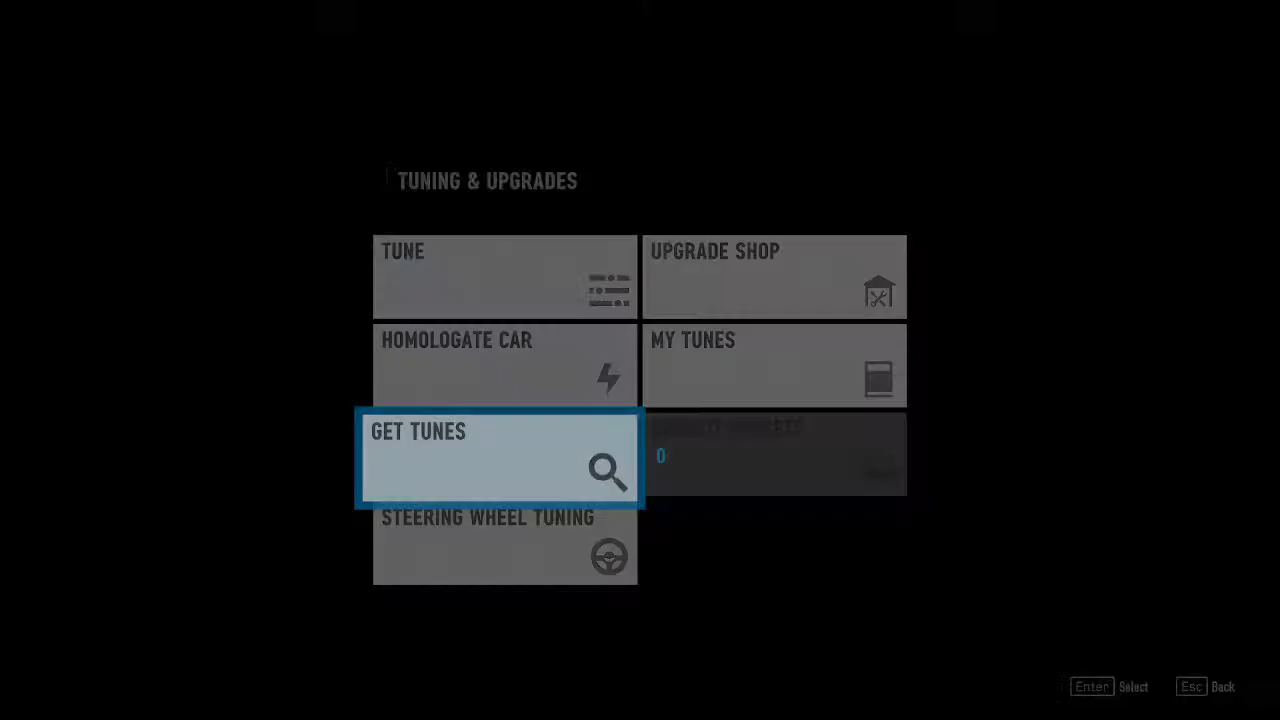 TUNING & UPGRADES
TUNE
UPGRADE SHOP
HOMOLOGATE CAR
MY TUNES
GET TUNES
0
STEERING WHEEL TUNING
Enter Select Esc Back